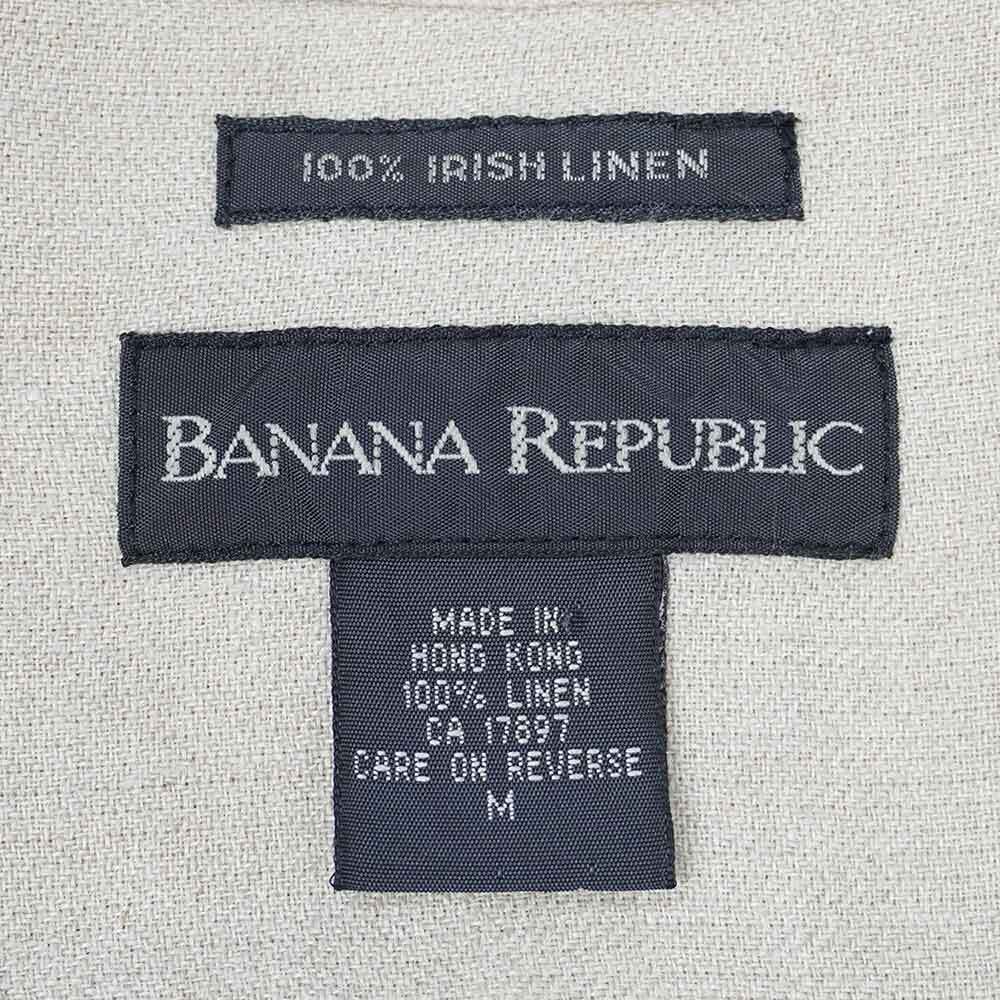 100% IRISH LINEN
BANANA REPUBLIC
MADE IN
HONG KONG
100% LINEN
CA 17897
CARE ON REVERSE
M